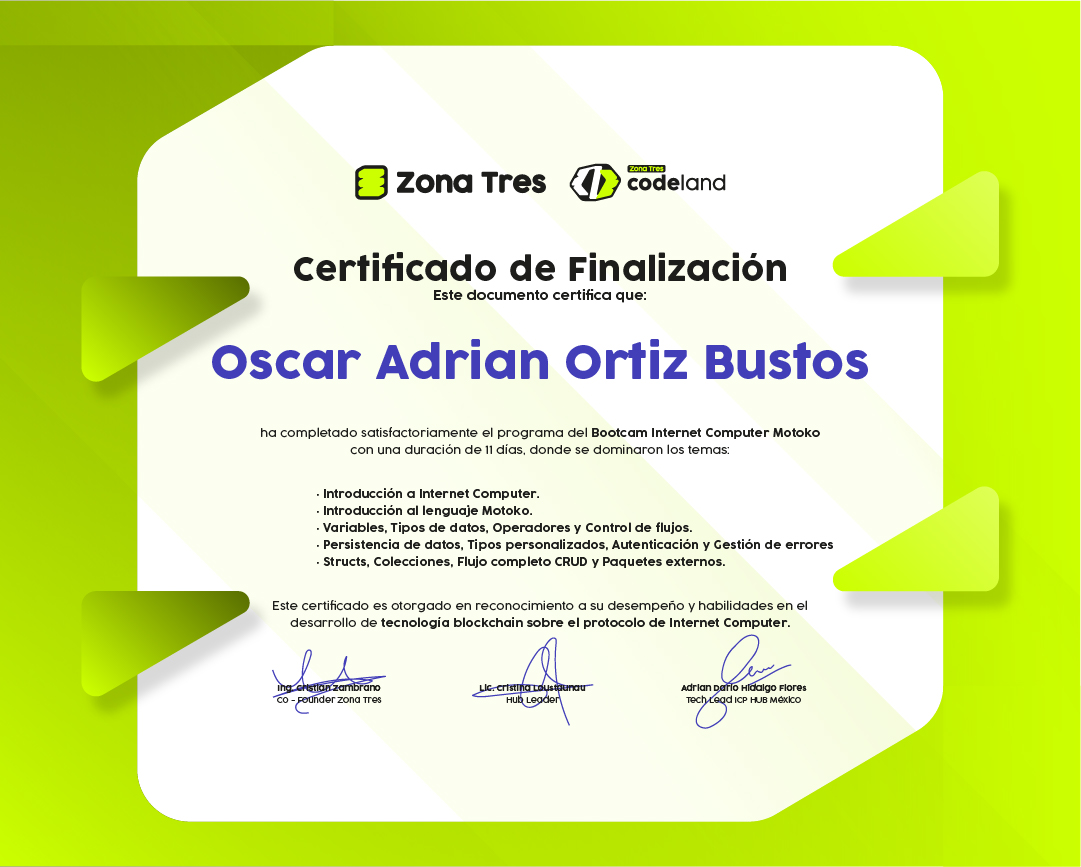 Zona Tres
Zona Tres
codeland
Certificado de Finalización
Este documento certifica que:
Oscar Adrian Ortiz Bustos
ha completado satisfactoriamente el programa del Bootcam Internet Computer Motoko
con una duración de 11 días, donde se dominaron los temas:
· Introducción a Internet Computer.
· Introducción al lenguaje Motoko.
· Variables, Tipos de datos, Operadores y Control de flujos.
· Persistencia de datos, Tipos personalizados, Autenticación y Gestión de errores
· Structs, Colecciones, Flujo completo CRUD y Paquetes externos.
Este certificado es otorgado en reconocimiento a su desempeño y habilidades en el
desarrollo de tecnología blockchain sobre el protocolo de Internet Computer.
Ing. Cristian Zambrano
Co - Founder Zona Tres
Lic. Cristina Loustaunau
Hub Leader
Adrian Darío Hidalgo Flores
Tech Lead ICP HUB México